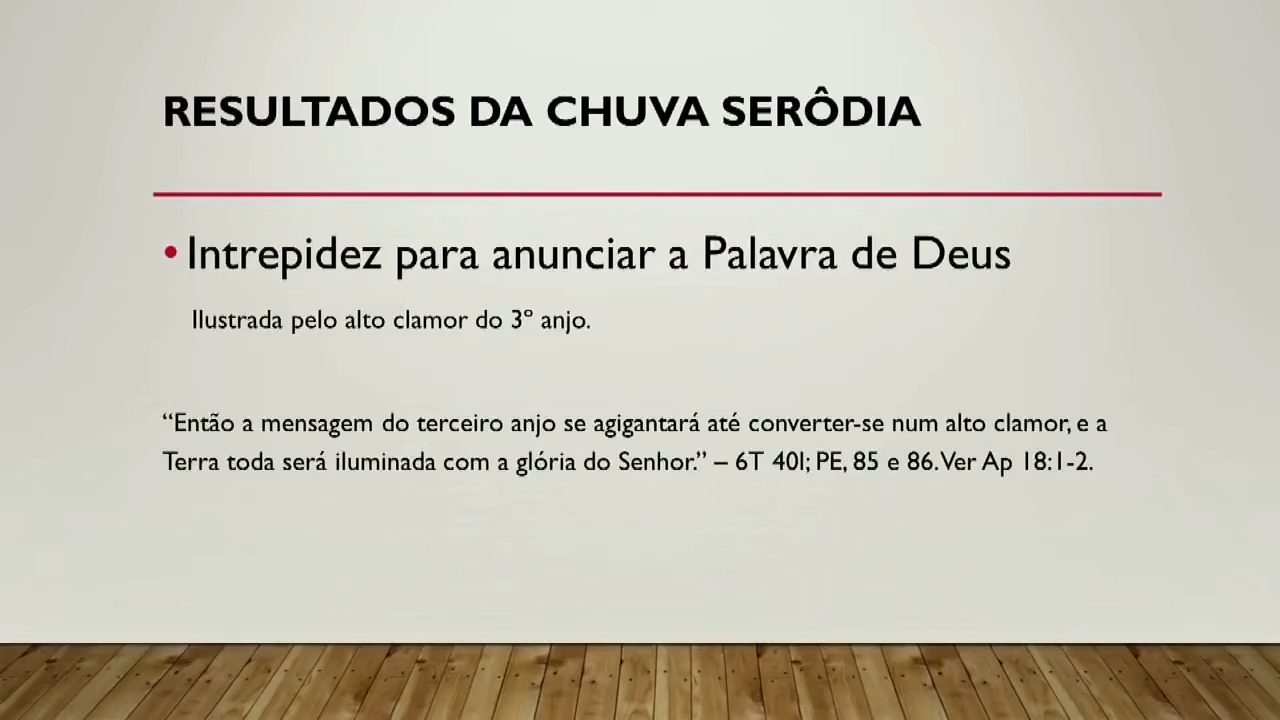 RESULTADOS DA CHUVA SERÔDIA
• Intrepidez para anunciar a Palavra de Deus
Ilustrada pelo alto clamor do 3º anjo.
“Então a mensagem do terceiro anjo se agigantará até converter-se num alto clamor, e a
Terra toda será iluminada com a glória do Senhor.” – 6T 40l; PE, 85 e 86. Ver Ap 18:1-2.